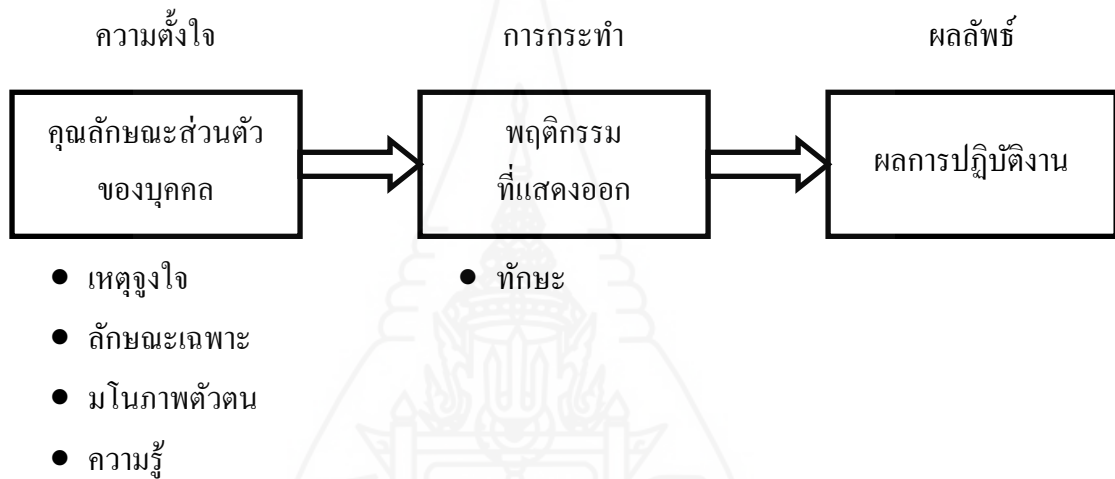 ความตั้งใจ
การกระทำ
ผลลัพธ์
คุณลักษณะส่วนตัว
ของบุคคล
พฤติกรรม
ที่แสดงออก
ผลการปฏิบัติงาน
● เหตุจูงใจ
● ลักษณะเฉพาะ
● มโนภาพตัวตน
● ความรู้
● ทักษะ